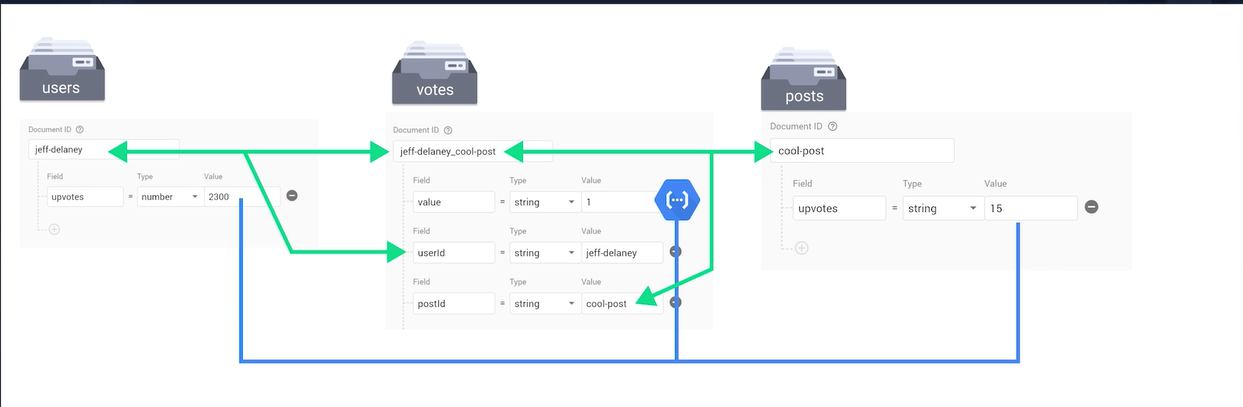 users
Document ID
jeff-delaney
Field Type Value
upvotes = number 2300
votes
Document ID
jeff-delaney_cool-post
Field Type Value
value = string 1
Field Type Value
userId = string jeff-delaney
Field Type Value
postId = string cool-post
posts
Document ID
cool-post
Field Type Value
upvotes = string 15